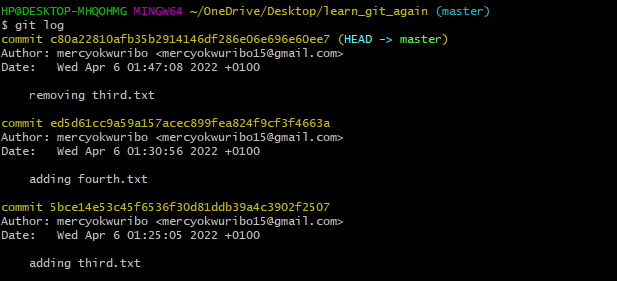 HP@DESKTOP-MHQOHMG MINGW64 ~/OneDrive/Desktop/learn_git_again (master)
$ git log
commit c80a22810afb35b2914146df286e06e696e60ee7 (HEAD -> master)
Author: mercyokwuribo <mercyokwuribo15@gmail.com>
Date:   Wed Apr 6 01:47:08 2022 +0100
    removing third.txt
commit ed5d61cc9a59a157acec899fea824f9cf3f4663a
Author: mercyokwuribo <mercyokwuribo15@gmail.com>
Date:   Wed Apr 6 01:30:56 2022 +0100
    adding fourth.txt
commit 5bce14e53c45f6536f30d81ddb39a4c3902f2507
Author: mercyokwuribo <mercyokwuribo15@gmail.com>
Date:   Wed Apr 6 01:25:05 2022 +0100
    adding third.txt